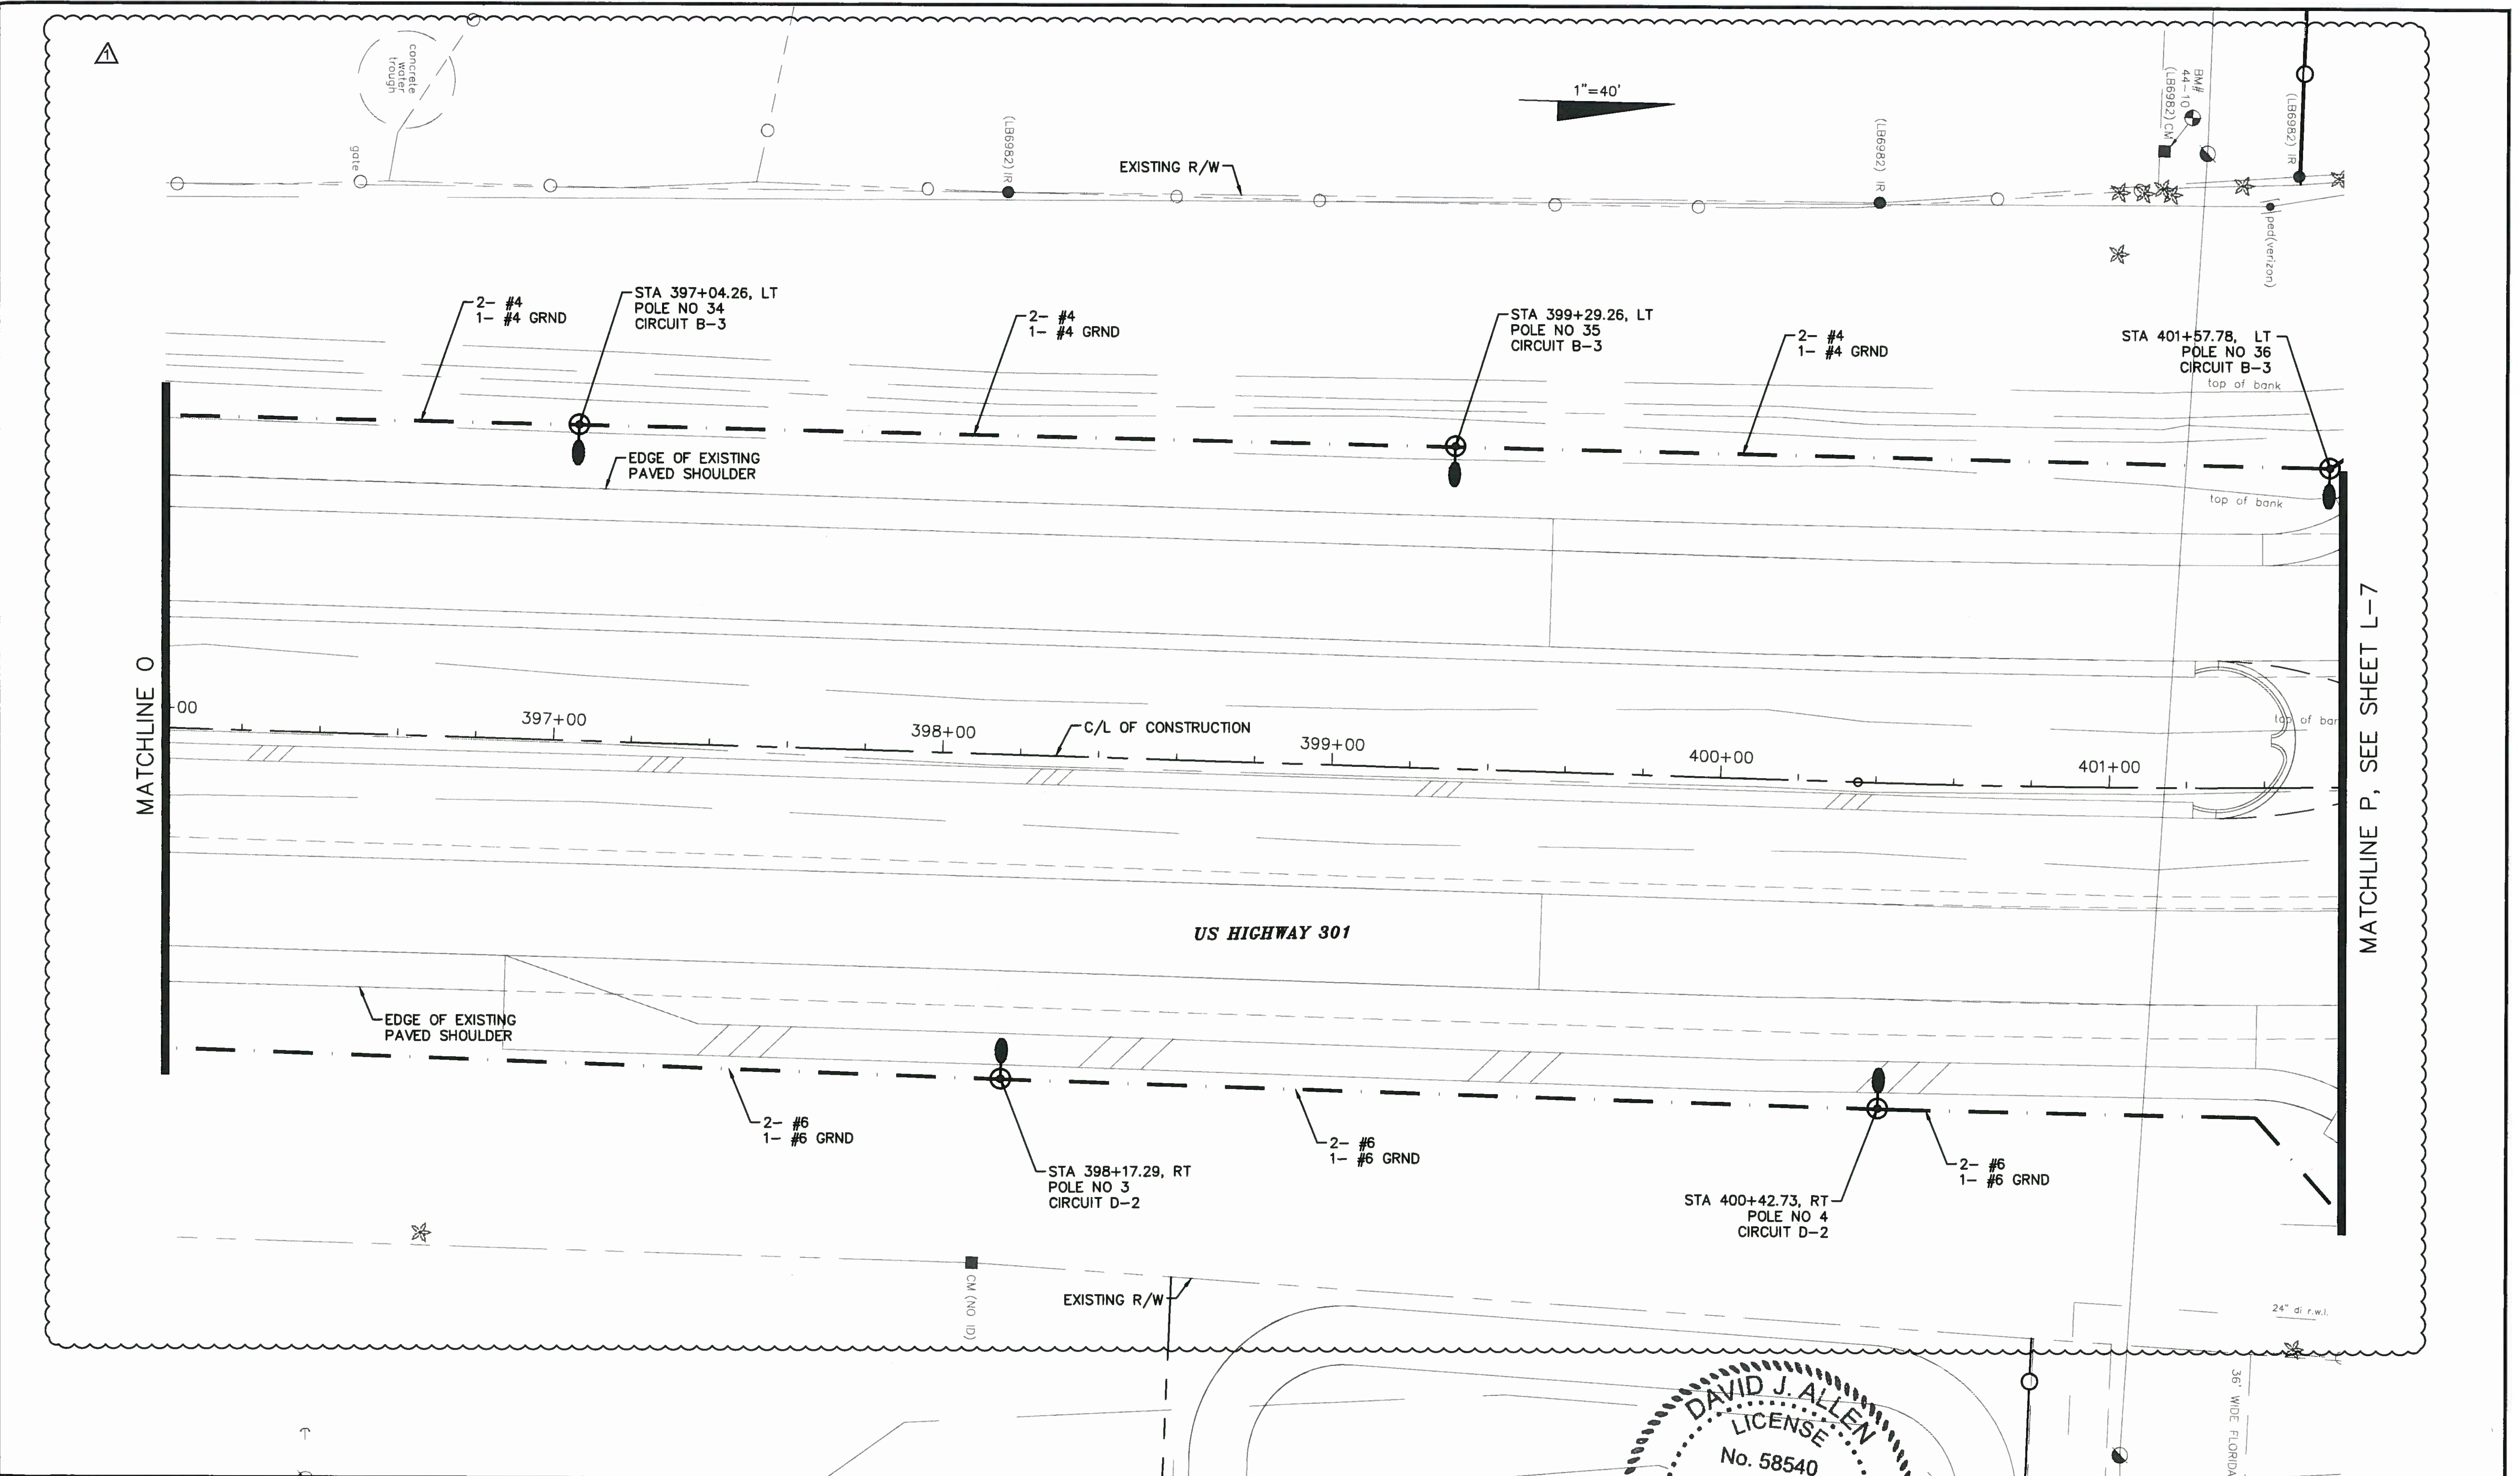 1
concrete
water
trough
gate
(LB6982) IR
EXISTING R/W
1"=40'
(LB6982) IR
BM#
44-10
(LB6982) CM
(LB6982) IR
ped(verizon)
2- #4
1- #4 GRND
STA 397+04.26, LT
POLE NO 34
CIRCUIT B-3
2- #4
1- #4 GRND
STA 399+29.26, LT
POLE NO 35
CIRCUIT B-3
2- #4
1- #4 GRND
STA 401+57.78, LT
POLE NO 36
CIRCUIT B-3
top of bank
EDGE OF EXISTING
PAVED SHOULDER
top of bank
MATCHLINE O
+00
397+00
398+00
C/L OF CONSTRUCTION
399+00
400+00
401+00
top of ban
MATCHLINE P, SEE SHEET L-7
US HIGHWAY 301
EDGE OF EXISTING
PAVED SHOULDER
2- #6
1- #6 GRND
STA 398+17.29, RT
POLE NO 3
CIRCUIT D-2
2- #6
1- #6 GRND
STA 400+42.73, RT
POLE NO 4
CIRCUIT D-2
2- #6
1- #6 GRND
CM (NO ID)
EXISTING R/W
24" di r.w.l.
36' WIDE FLORIDA
DAVID J. ALLEN
LICENSE
No. 58540